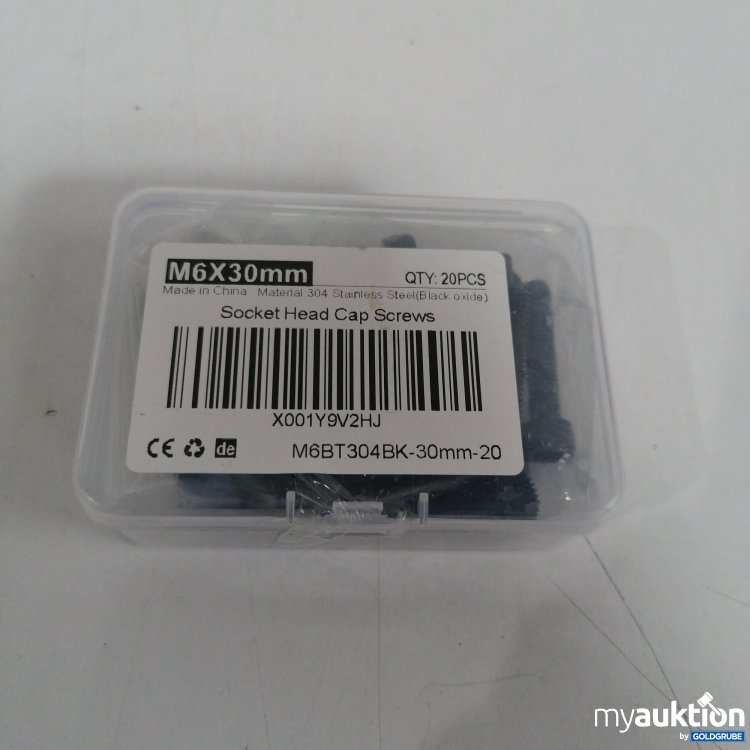 M6X30mm QTY: 20PCS
Made in China Material 304 Stainless Steel(Black oxide)
Socket Head Cap Screws
X001Y9V2HJ
CE de M6BT304BK-30mm-20
myauktion
by GOLDGRUBE